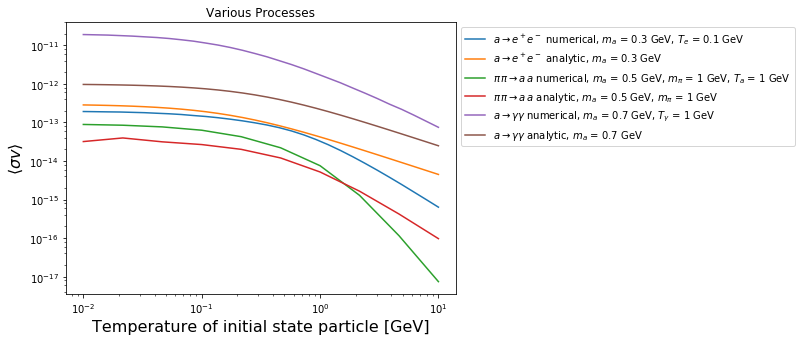 Various Processes
⟨σv⟩
10⁻¹¹
10⁻¹²
10⁻¹³
10⁻¹⁴
10⁻¹⁵
10⁻¹⁶
10⁻¹⁷
10⁻²
10⁻¹
10⁰
10¹
Temperature of initial state particle [GeV]
a → e⁺e⁻ numerical, mₐ = 0.3 GeV, Tₑ = 0.1 GeV
a → e⁺e⁻ analytic, mₐ = 0.3 GeV
π π → a a numerical, mₐ = 0.5 GeV, m_π = 1 GeV, Tₐ = 1 GeV
π π → a a analytic, mₐ = 0.5 GeV, m_π = 1 GeV
a → γγ numerical, mₐ = 0.7 GeV, T_γ = 1 GeV
a → γγ analytic, mₐ = 0.7 GeV